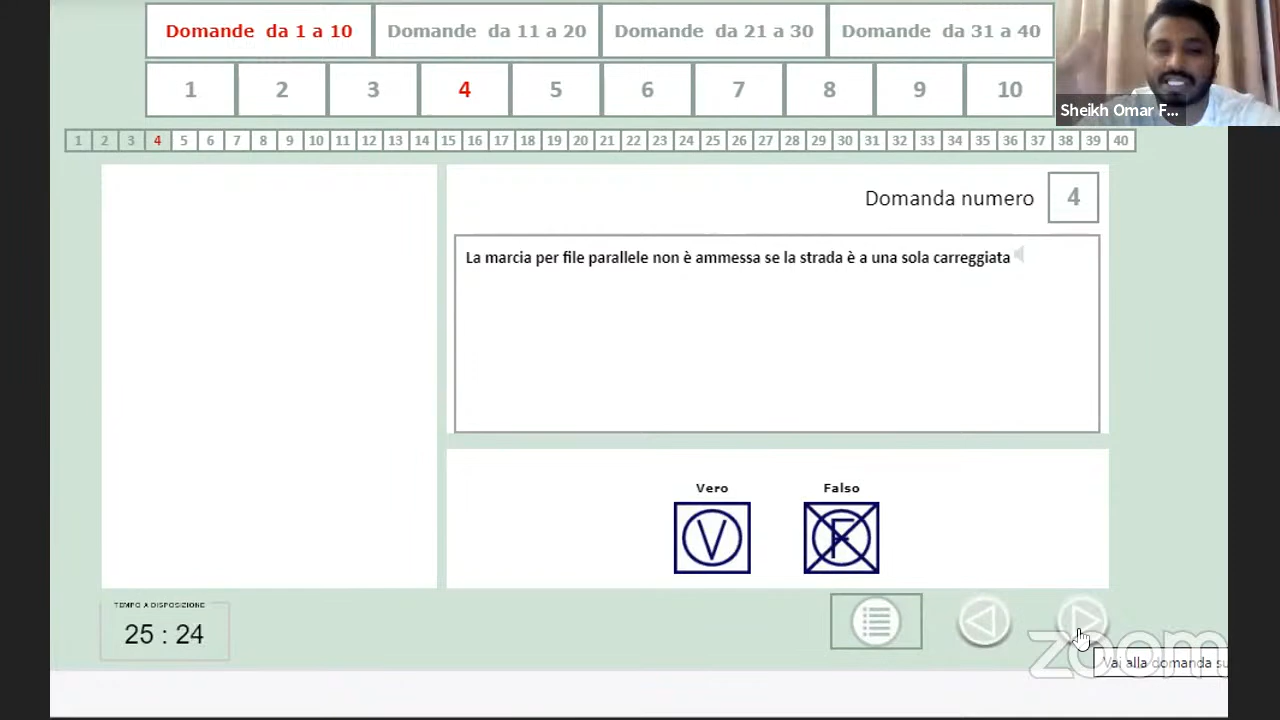 Domande da 1 a 10 Domande da 11 a 20 Domande da 21 a 30 Domande da 31 a 40
1 2 3 4 5 6 7 8 9 10
Sheikh Omar F...
1 2 3 4 5 6 7 8 9 10 11 12 13 14 15 16 17 18 19 20 21 22 23 24 25 26 27 28 29 30 31 32 33 34 35 36 37 38 39 40
Domanda numero 4
La marcia per file parallele non è ammessa se la strada è a una sola carreggiata
Vero Falso
V F
TEMPO A DISPOSIZIONE
25 : 24
zoom
Vai alla domanda su